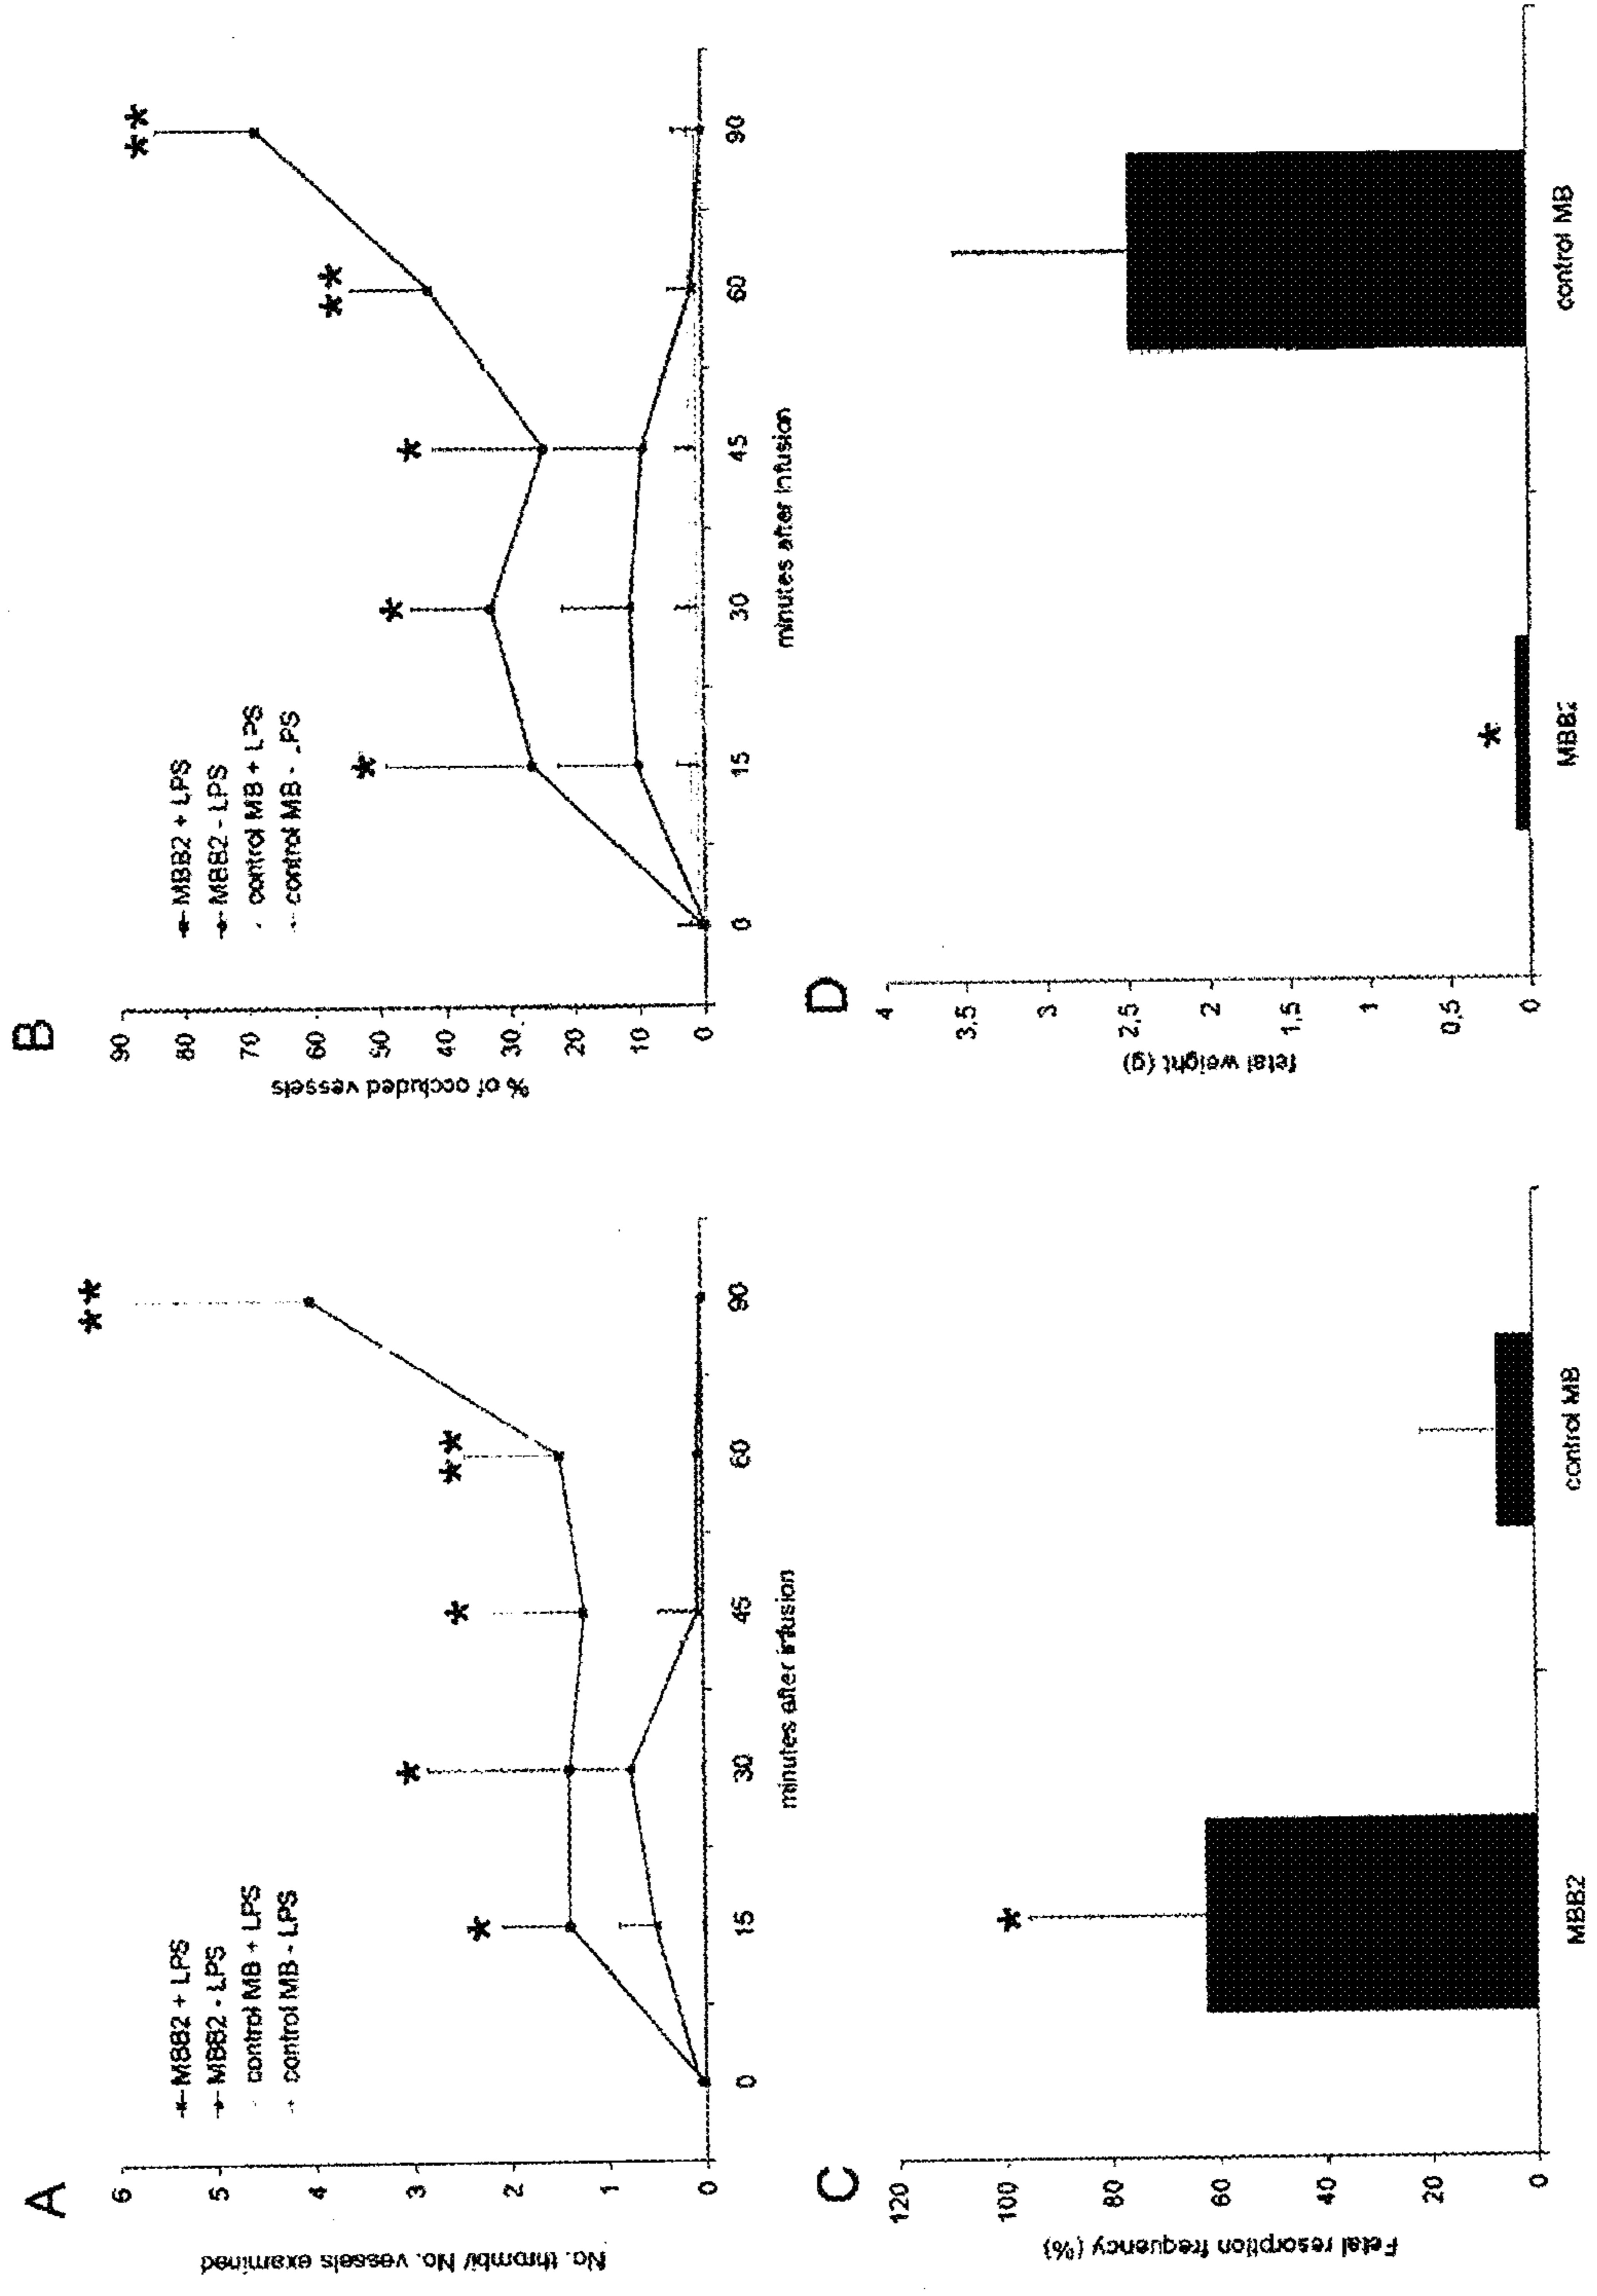 A
No. thrombi/ No. vessels examined
6
5
4
3
2
1
0
MBB2 + LPS
MBB2 - LPS
control MB + LPS
control MB - LPS
**
**
*
*
*
0
15
30
45
60
90
minutes after infusion
B
% of occluded vessels
90
80
70
60
50
40
30
20
10
0
MBB2 + LPS
MBB2 - LPS
control MB + LPS
control MB - LPS
**
**
*
*
*
0
15
30
45
60
90
minutes after infusion
C
Fetal resorption frequency (%)
120
100
80
60
40
20
0
*
MBB2
control MB
D
fetal weight (g)
4
3,5
3
2,5
2
1,5
1
0,5
0
*
MBB2
control MB